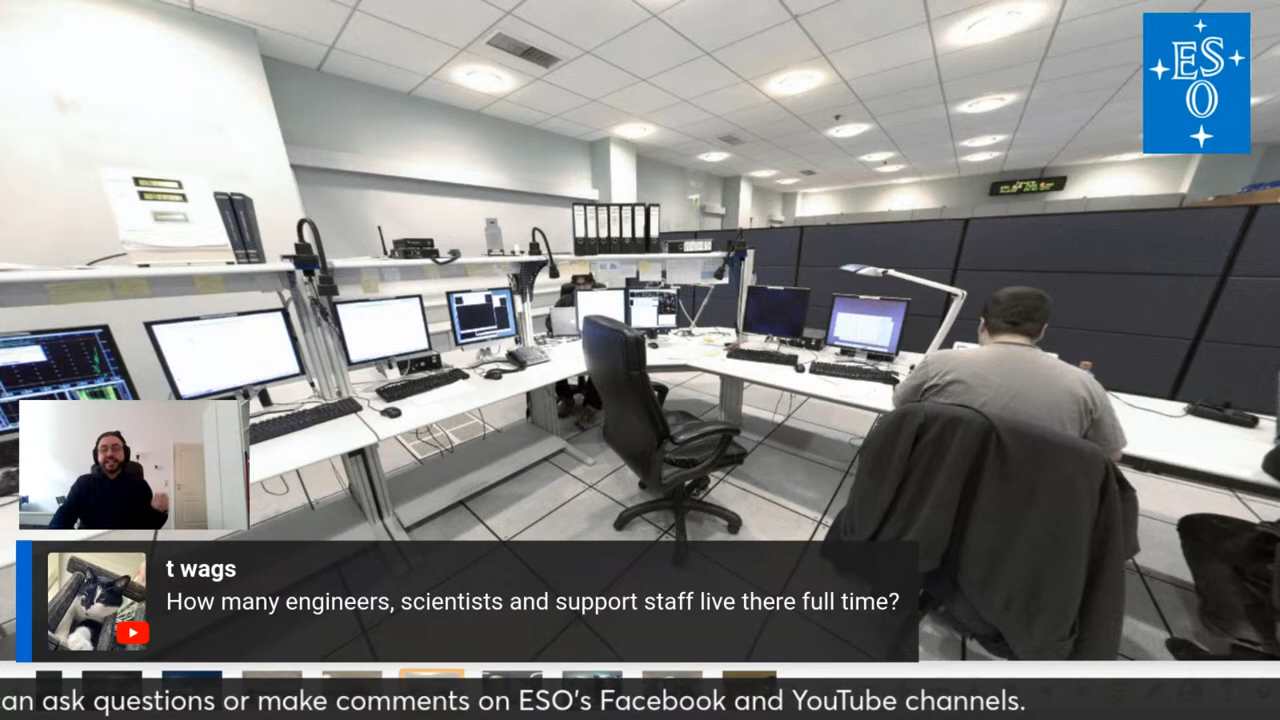 ES
O
t wags
How many engineers, scientists and support staff live there full time?
an ask questions or make comments on ESO's Facebook and YouTube channels.